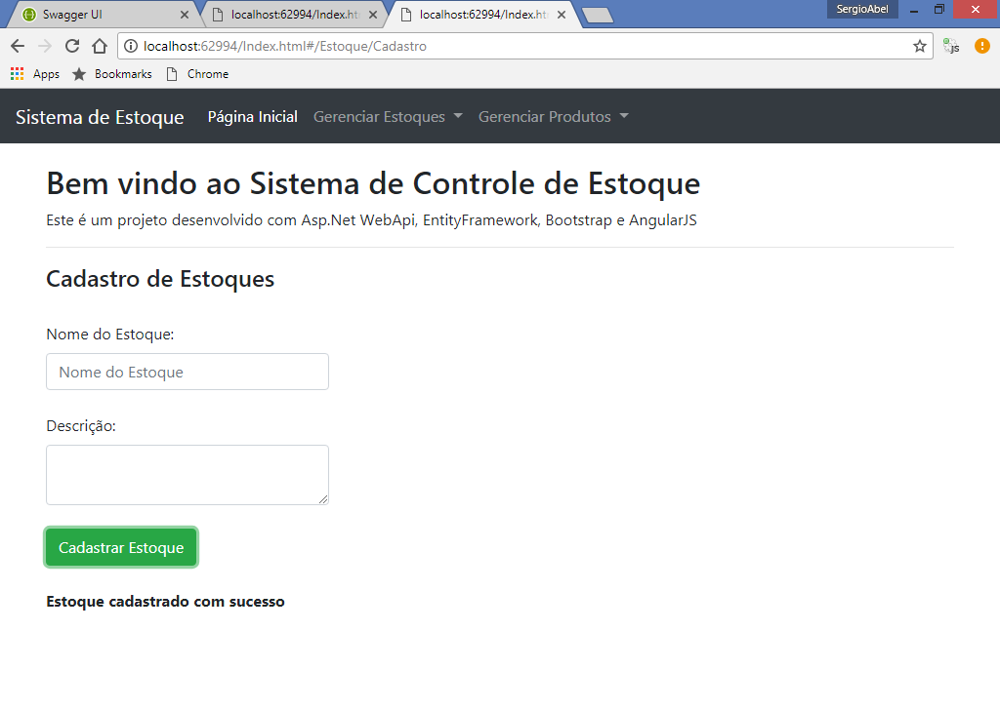 Swagger UI
localhost:62994/Index.ht
localhost:62994/Index.ht
SergioAbel
localhost:62994/Index.html#/Estoque/Cadastro
js
Apps Bookmarks Chrome
Sistema de Estoque Página Inicial Gerenciar Estoques Gerenciar Produtos
Bem vindo ao Sistema de Controle de Estoque
Este é um projeto desenvolvido com Asp.Net WebApi, EntityFramework, Bootstrap e AngularJS
Cadastro de Estoques
Nome do Estoque:
Nome do Estoque
Descrição:
Cadastrar Estoque
Estoque cadastrado com sucesso